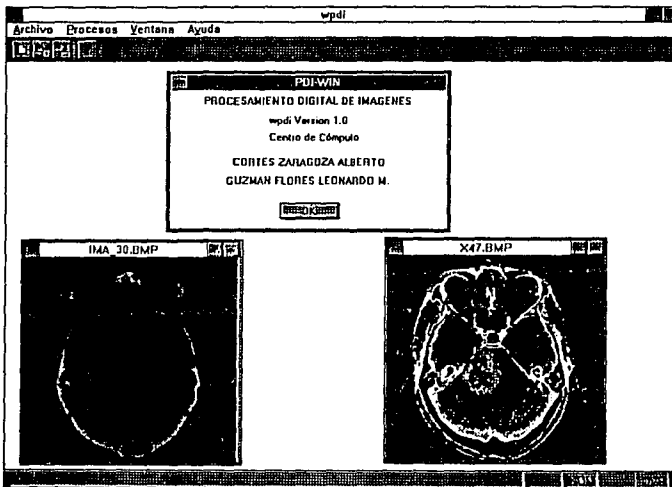 wpdi
Archivo Procesos Ventana Ayuda
PDI-WIN
PROCESAMIENTO DIGITAL DE IMAGENES
wpdi Version 1.0
Centro de Cómputo
CORTES ZARAGOZA ALBERTO
GUZMAN FLORES LEONARDO M.
OK
IMA_30.BMP
X47.BMP